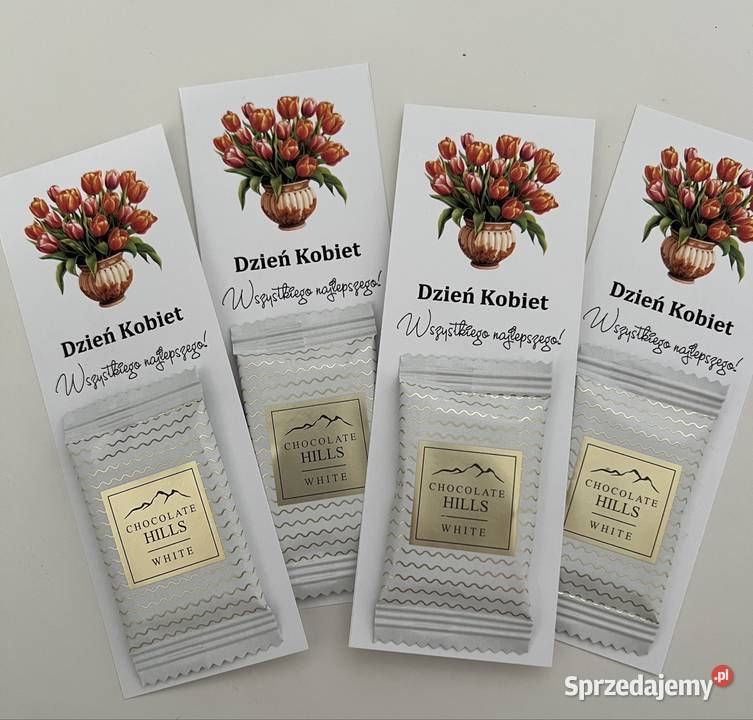 Dzień Kobiet
Wszystkiego najlepszego!
CHOCOLATE
HILLS
WHITE
Dzień Kobiet
Wszystkiego najlepszego!
CHOCOLATE
HILLS
WHITE
Dzień Kobiet
Wszystkiego najlepszego!
CHOCOLATE
HILLS
WHITE
Dzień Kobiet
Wszystkiego najlepszego!
CHOCOLATE
HILLS
WHITE
Sprzedajemy.pl